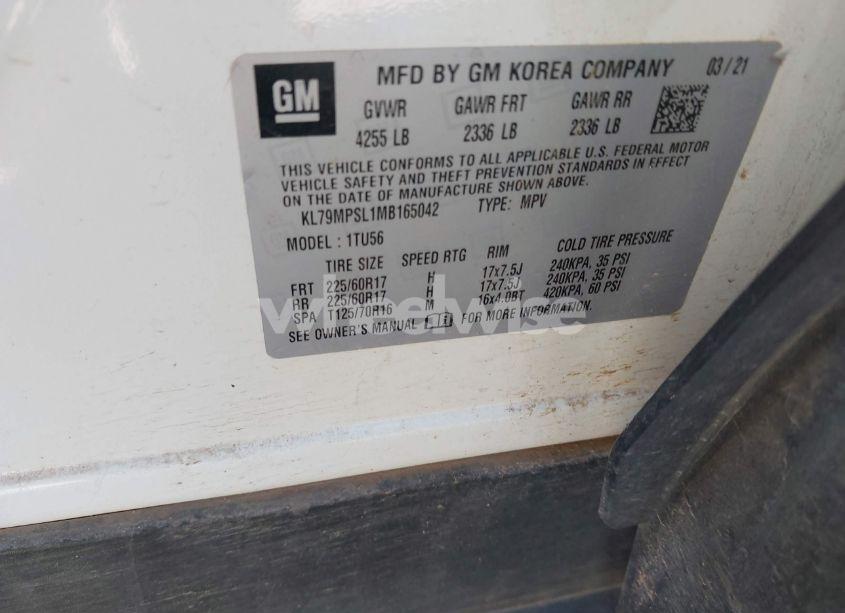 GM
MFD BY GM KOREA COMPANY 03/21
GVWR GAWR FRT GAWR RR
4255 LB 2336 LB 2336 LB
THIS VEHICLE CONFORMS TO ALL APPLICABLE U.S. FEDERAL MOTOR
VEHICLE SAFETY AND THEFT PREVENTION STANDARDS IN EFFECT
ON THE DATE OF MANUFACTURE SHOWN ABOVE.
KL79MPSL1MB165042 TYPE: MPV
MODEL : 1TU56
TIRE SIZE SPEED RTG RIM COLD TIRE PRESSURE
FRT 225/60R17 H 17x7.5J 240KPA, 35 PSI
RR 225/60R17 H 17x7.5J 240KPA, 35 PSI
SPA T125/70R16 M 16x4.0BT 420KPA, 60 PSI
SEE OWNER'S MANUAL FOR MORE INFORMATION.
wheelwise